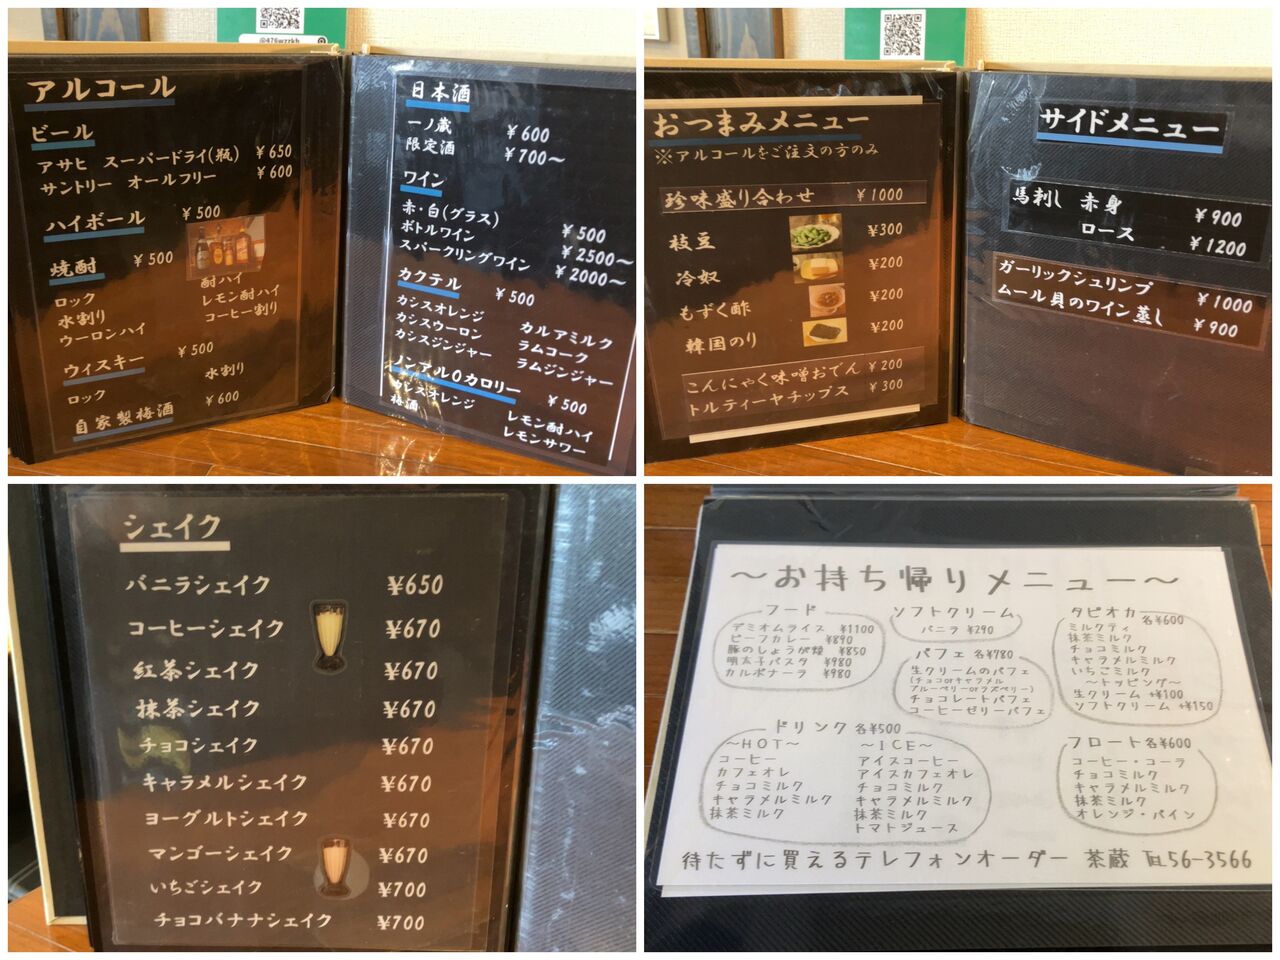 @476wzzkh
アルコール
ビール
アサヒ スーパードライ(瓶) ¥650
サントリー オールフリー ¥600
ハイボール ¥500
焼酎 ¥500
ロック 酎ハイ
水割り レモン酎ハイ
ウーロンハイ コーヒー割り
ウィスキー ¥500
ロック 水割り
自家製梅酒 ¥600
日本酒
一ノ蔵 ¥600
限定酒 ¥700〜
ワイン
赤・白(グラス) ¥500
ボトルワイン ¥2500〜
スパークリングワイン ¥2000〜
カクテル ¥500
カシスオレンジ カルアミルク
カシスウーロン ラムコーク
カシスジンジャー ラムジンジャー
ノンアル0カロリー ¥500
カシスオレンジ レモン酎ハイ
梅酒 レモンサワー
おつまみメニュー
※アルコールをご注文の方のみ
珍味盛り合わせ ¥1000
枝豆 ¥300
冷奴 ¥200
もずく酢 ¥200
韓国のり ¥200
こんにゃく味噌おでん ¥200
トルティーヤチップス ¥300
サイドメニュー
馬刺し 赤身 ¥900
ロース ¥1200
ガーリックシュリンプ ¥1000
ムール貝のワイン蒸し ¥900
シェイク
バニラシェイク ¥650
コーヒーシェイク ¥670
紅茶シェイク ¥670
抹茶シェイク ¥670
チョコシェイク ¥670
キャラメルシェイク ¥670
ヨーグルトシェイク ¥670
マンゴーシェイク ¥670
いちごシェイク ¥700
チョコバナナシェイク ¥700
〜お持ち帰りメニュー〜
フード
デミオムライス ¥1100
ビーフカレー ¥890
豚のしょうが焼 ¥850
明太子パスタ ¥980
カルボナーラ ¥980
ソフトクリーム
バニラ ¥290
パフェ 各¥780
生クリームのパフェ
(チョコorキャラメル
ブルーベリーorラズベリー)
チョコレートパフェ
コーヒーゼリーパフェ
タピオカ 各¥600
ミルクティ
抹茶ミルク
チョコミルク
キャラメルミルク
いちごミルク
〜トッピング〜
生クリーム +¥100
ソフトクリーム +¥150
ドリンク 各¥500
〜HOT〜
コーヒー
カフェオレ
チョコミルク
キャラメルミルク
抹茶ミルク
〜ICE〜
アイスコーヒー
アイスカフェオレ
チョコミルク
キャラメルミルク
抹茶ミルク
トマトジュース
フロート 各¥600
コーヒー・コーラ
チョコミルク
キャラメルミルク
抹茶ミルク
オレンジ・パイン
待たずに買えるテレフォンオーダー 茶蔵 ℡56-3566